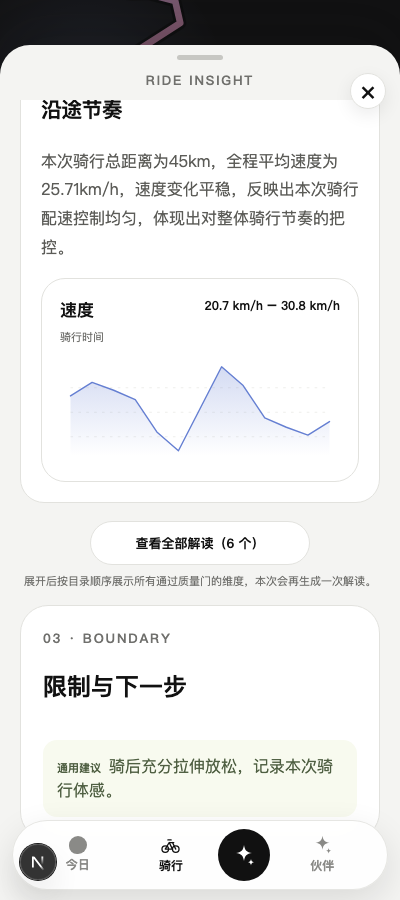 RIDE INSIGHT
沿途节奏
本次骑行总距离为45km，全程平均速度为
25.71km/h，速度变化平稳，反映出本次骑行
配速控制均匀，体现出对整体骑行节奏的把
控。
速度
20.7 km/h — 30.8 km/h
骑行时间
查看全部解读（6 个）
展开后按目录顺序展示所有通过质量门的维度，本次会再生成一次解读。
03 · BOUNDARY
限制与下一步
通用建议 骑后充分拉伸放松，记录本次骑
行体感。
N
今日
骑行
伙伴